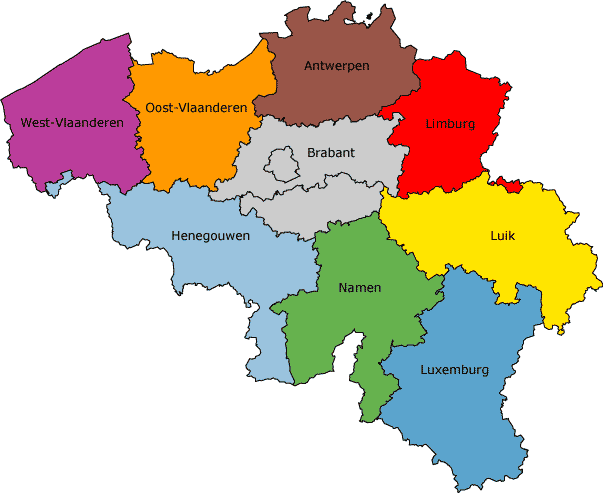 Antwerpen
Oost-Vlaanderen
West-Vlaanderen
Limburg
Brabant
Henegouwen
Luik
Namen
Luxemburg